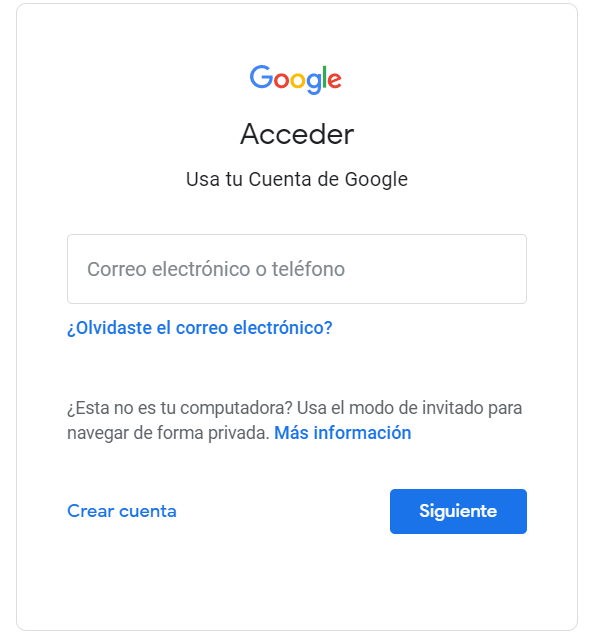 Google
Acceder
Usa tu Cuenta de Google
Correo electrónico o teléfono
¿Olvidaste el correo electrónico?
¿Esta no es tu computadora? Usa el modo de invitado para
navegar de forma privada. Más información
Crear cuenta
Siguiente